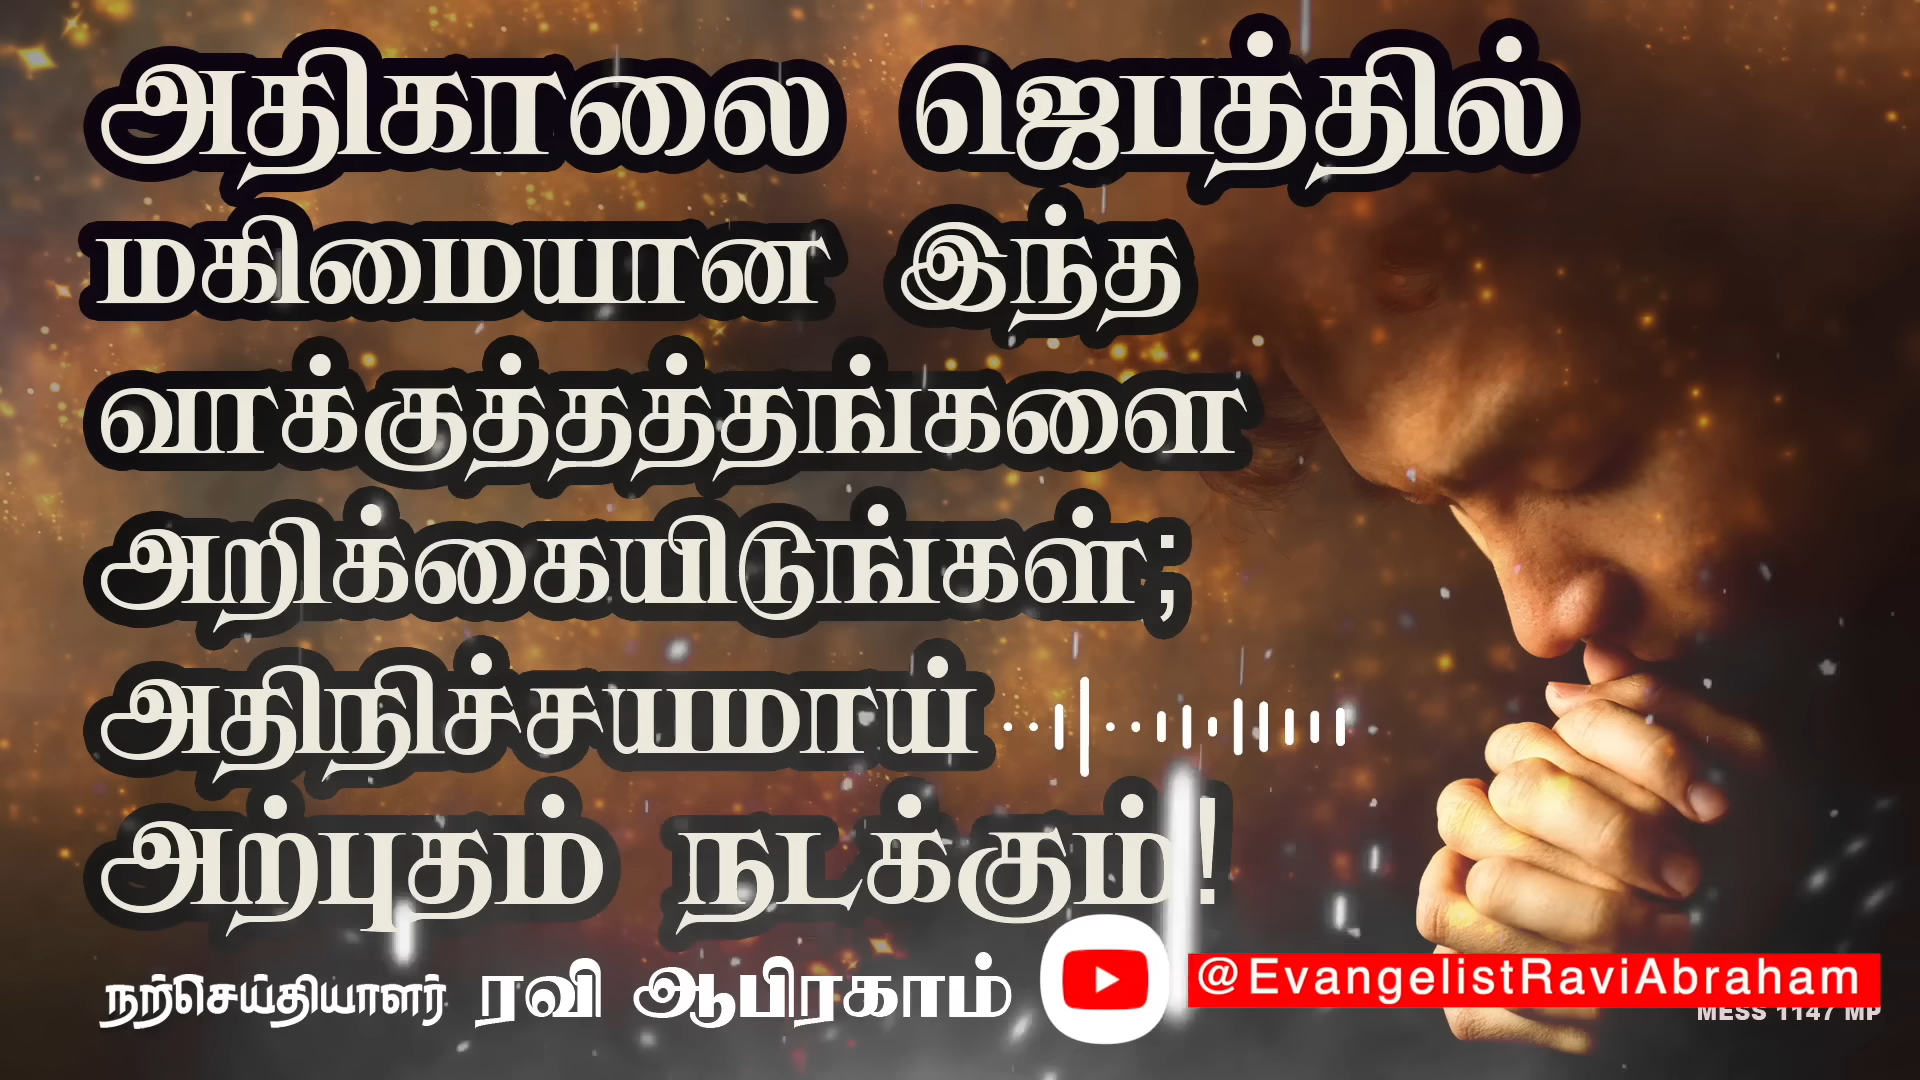 அதிகாலை ஜெபத்தில்
மகிமையான இந்த
வாக்குத்தத்தங்களை
அறிக்கையிடுங்கள்;
அதிநிச்சயமாய்
அற்புதம் நடக்கும்!
நற்செய்தியாளர் ரவி ஆபிரகாம்
@EvangelistRaviAbraham
MESS 1147 MP